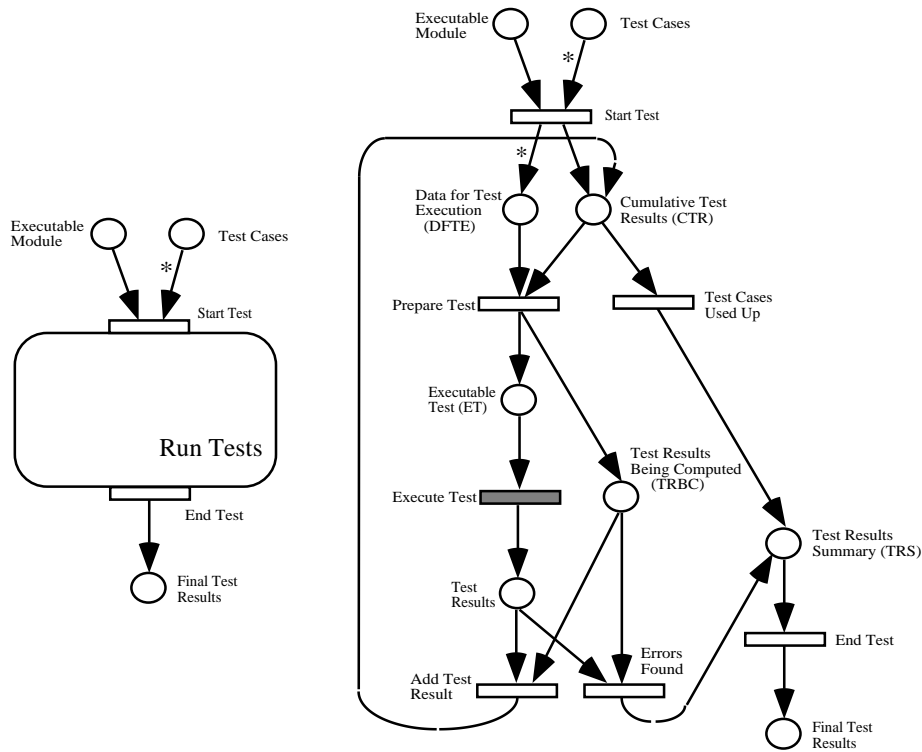 Executable
Module
Test Cases
*
Start Test
Run Tests
End Test
Final Test
Results
Executable
Module
Test Cases
*
Start Test
*
Data for Test
Execution
(DFTE)
Cumulative Test
Results (CTR)
Prepare Test
Test Cases
Used Up
Executable
Test (ET)
Test Results
Being Computed
(TRBC)
Execute Test
Test Results
Summary (TRS)
Test
Results
Errors
Found
End Test
Add Test
Result
Final Test
Results